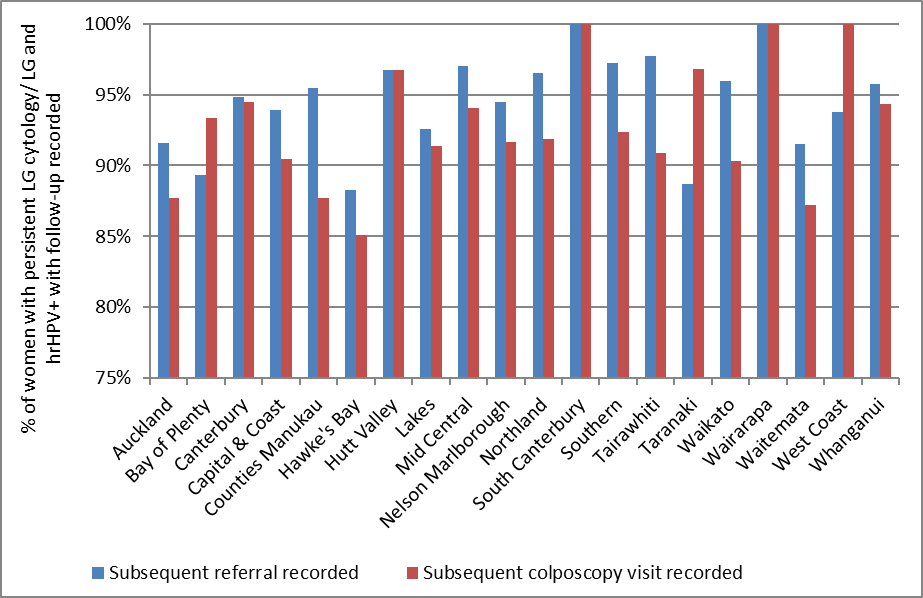 % of women with persistent LG cytology/ LG and
hrHPV+ with follow-up recorded
100%
95%
90%
85%
80%
75%
Auckland
Bay of Plenty
Canterbury
Capital & Coast
Counties Manukau
Hawke's Bay
Hutt Valley
Lakes
Mid Central
Nelson Marlborough
Northland
South Canterbury
Southern
Tairawhiti
Taranaki
Waikato
Wairarapa
Waitemata
West Coast
Whanganui
Subsequent referral recorded
Subsequent colposcopy visit recorded